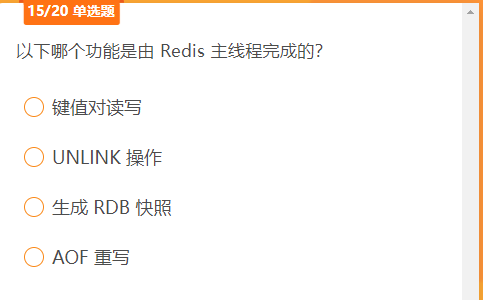 15/20 单选题
以下哪个功能是由 Redis 主线程完成的？
键值对读写
UNLINK 操作
生成 RDB 快照
AOF 重写